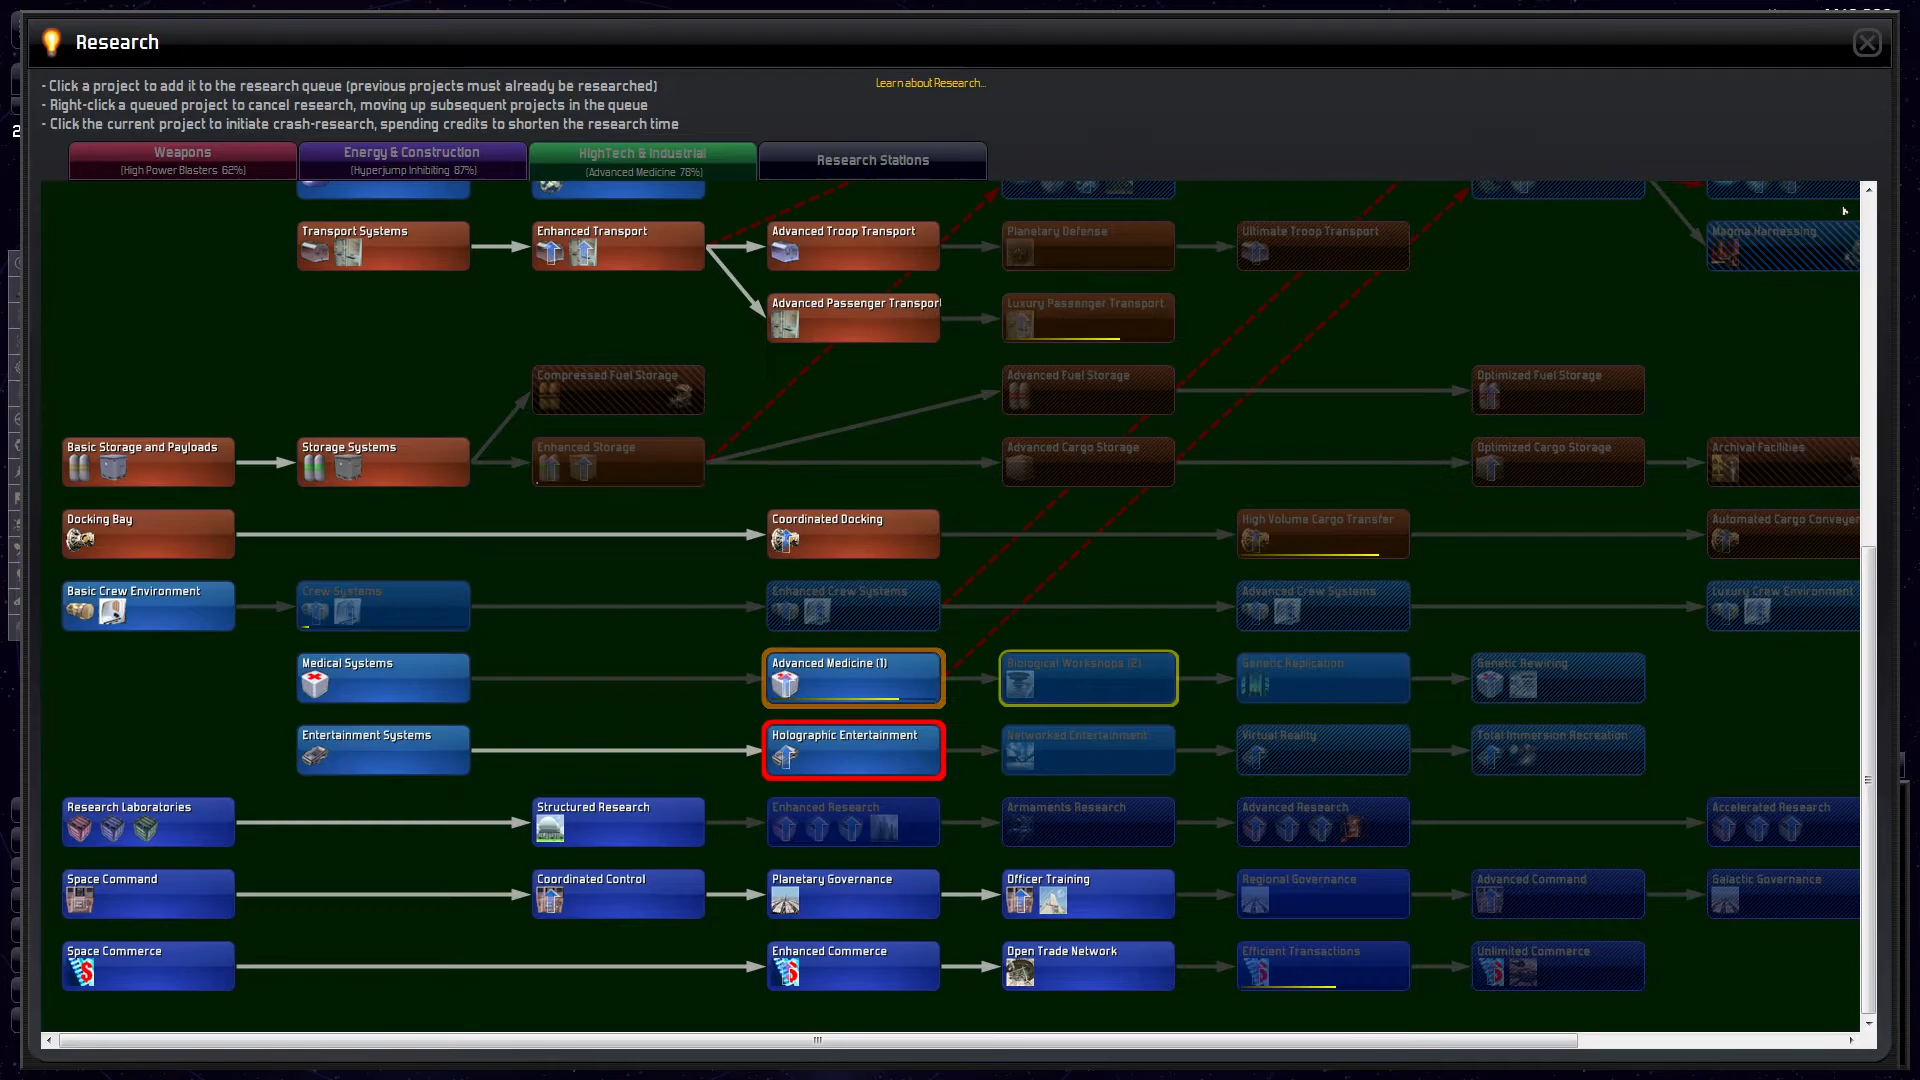 Research
- Click a project to add it to the research queue (previous projects must already be researched)
Learn about Research...
- Right-click a queued project to cancel research, moving up subsequent projects in the queue
- Click the current project to initiate crash-research, spending credits to shorten the research time
Weapons
(High Power Blasters 62%)
Energy & Construction
(Hyperjump Inhibiting 87%)
HighTech & Industrial
(Advanced Medicine 78%)
Research Stations
Transport Systems
Enhanced Transport
Advanced Troop Transport
Planetary Defense
Ultimate Troop Transport
Magma Harnessing
Advanced Passenger Transport
Luxury Passenger Transport
Compressed Fuel Storage
Advanced Fuel Storage
Optimized Fuel Storage
Basic Storage and Payloads
Storage Systems
Enhanced Storage
Advanced Cargo Storage
Optimized Cargo Storage
Archival Facilities
Docking Bay
Coordinated Docking
High Volume Cargo Transfer
Automated Cargo Conveyer
Basic Crew Environment
Crew Systems
Enhanced Crew Systems
Advanced Crew Systems
Luxury Crew Environment
Medical Systems
Advanced Medicine (1)
Biological Workshops (2)
Genetic Replication
Genetic Rewiring
Entertainment Systems
Holographic Entertainment
Networked Entertainment
Virtual Reality
Total Immersion Recreation
Research Laboratories
Structured Research
Enhanced Research
Armaments Research
Advanced Research
Accelerated Research
Space Command
Coordinated Control
Planetary Governance
Officer Training
Regional Governance
Advanced Command
Galactic Governance
Space Commerce
Enhanced Commerce
Open Trade Network
Efficient Transactions
Unlimited Commerce